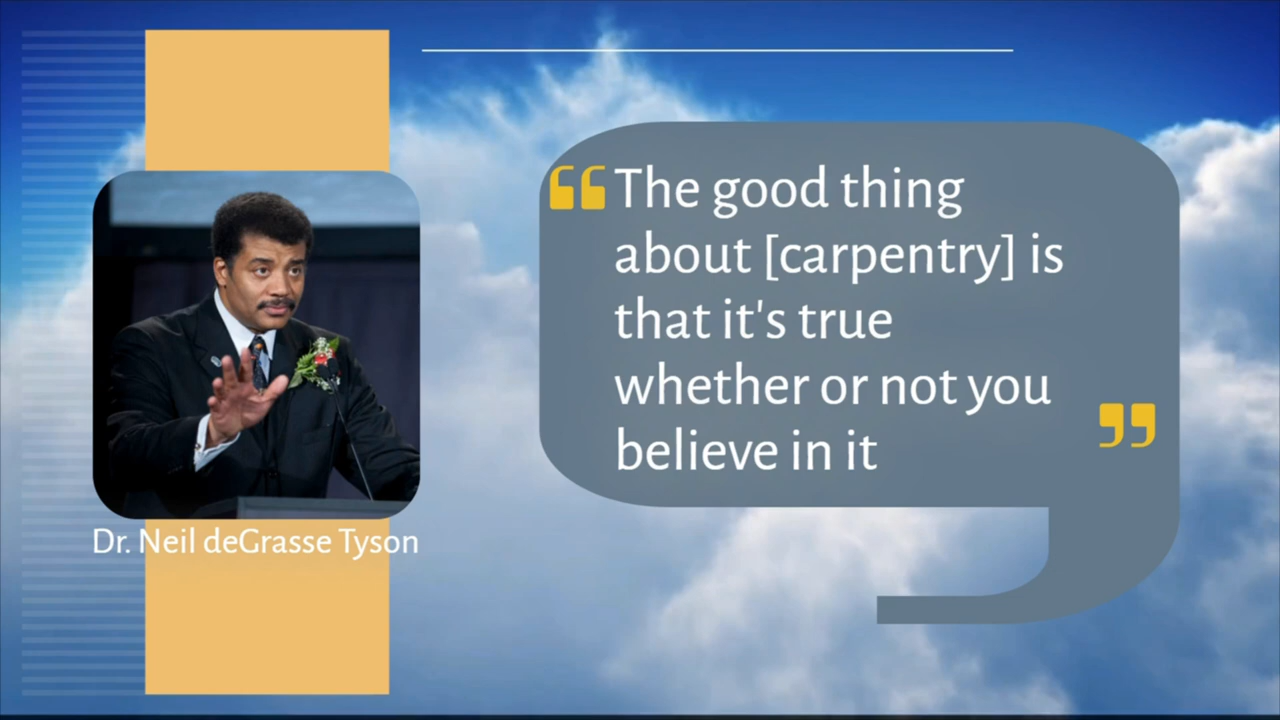 “The good thing
about [carpentry] is
that it's true
whether or not you
believe in it”
Dr. Neil deGrasse Tyson